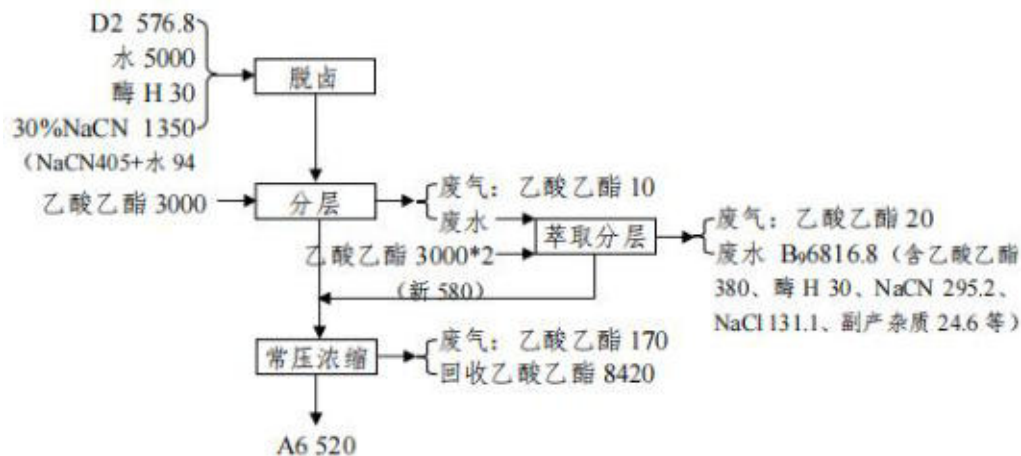 D2 576.8
水 5000
酶 H 30
30%NaCN 1350
(NaCN405+水 94
脱卤
乙酸乙酯 3000
分层
废气：乙酸乙酯 10
废水
乙酸乙酯 3000*2
(新 580)
萃取分层
废气：乙酸乙酯 20
废水 B₉6816.8（含乙酸乙酯
380、酶 H 30、NaCN 295.2、
NaCl 131.1、副产杂质 24.6 等）
常压浓缩
废气：乙酸乙酯 170
回收乙酸乙酯 8420
A6 520